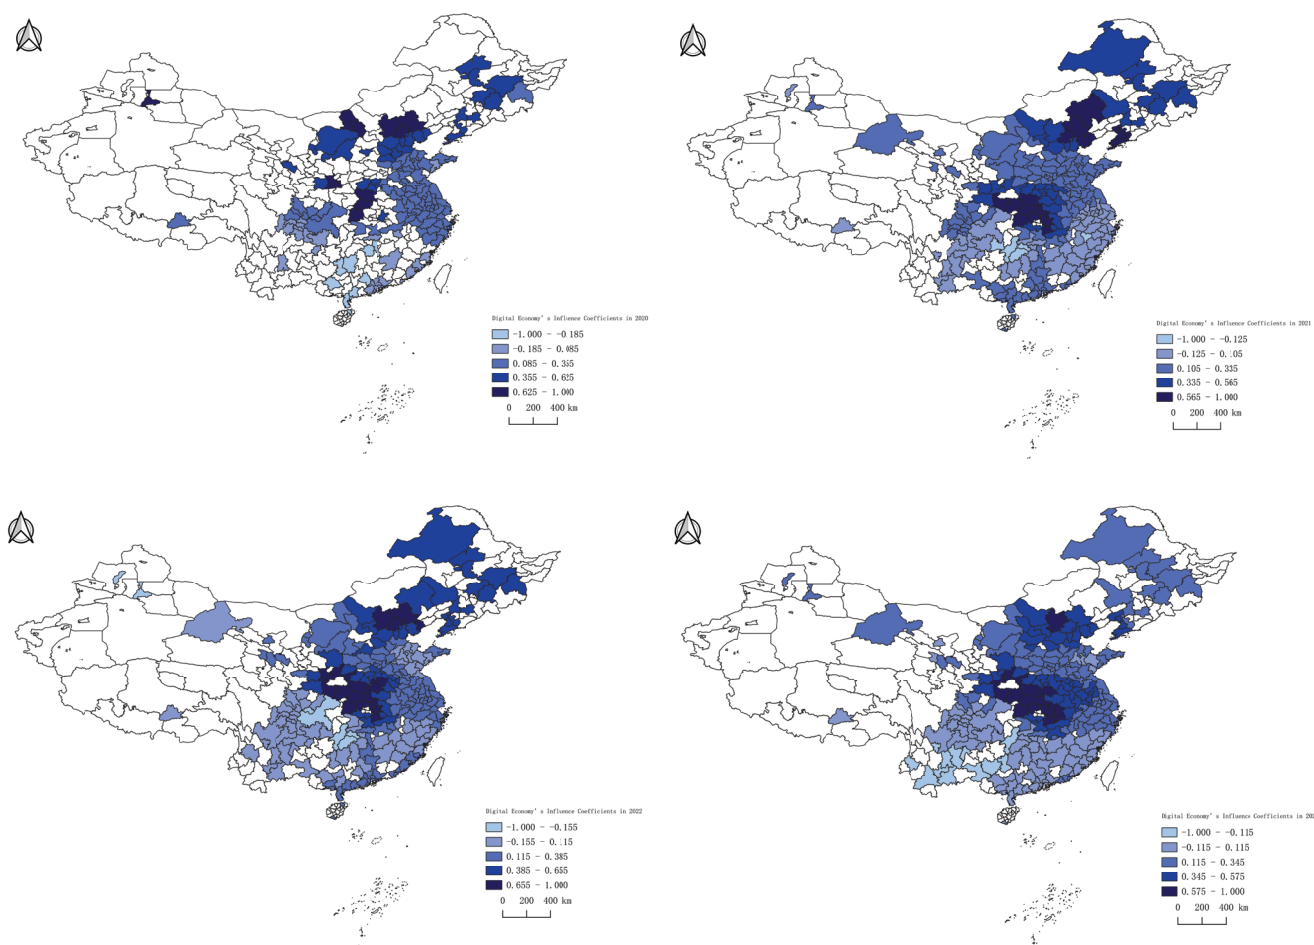 Digital Economy' s Influence Coefficients in 2020
-1.000 - -0.185
-0.185 - 0.085
0.085 - 0.355
0.355 - 0.625
0.625 - 1.000
0 200 400 km
Digital Economy' s Influence Coefficients in 2021
-1.000 - -0.125
-0.125 - 0.105
0.105 - 0.335
0.335 - 0.565
0.565 - 1.000
0 200 400 km
Digital Economy' s Influence Coefficients in 2022
-1.000 - -0.155
-0.155 - 0.115
0.115 - 0.385
0.385 - 0.655
0.655 - 1.000
0 200 400 km
Digital Economy' s Influence Coefficients in 202
-1.000 - -0.115
-0.115 - 0.115
0.115 - 0.345
0.345 - 0.575
0.575 - 1.000
0 200 400 km